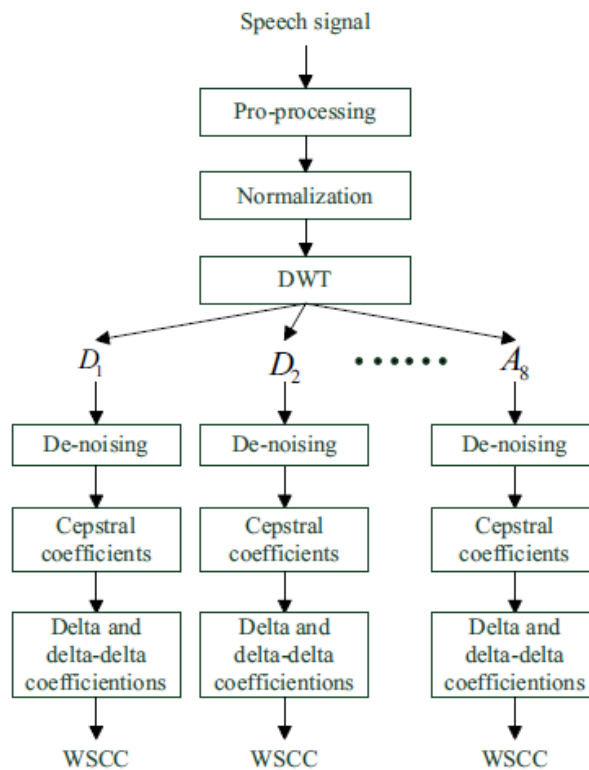 Speech signal
Pro-processing
Normalization
DWT
D1 D2 ...... A8
De-noising De-noising De-noising
Cepstral Cepstral Cepstral
coefficients coefficients coefficients
Delta and Delta and Delta and
delta-delta delta-delta delta-delta
coefficientions coefficientions coefficientions
WSCC WSCC WSCC